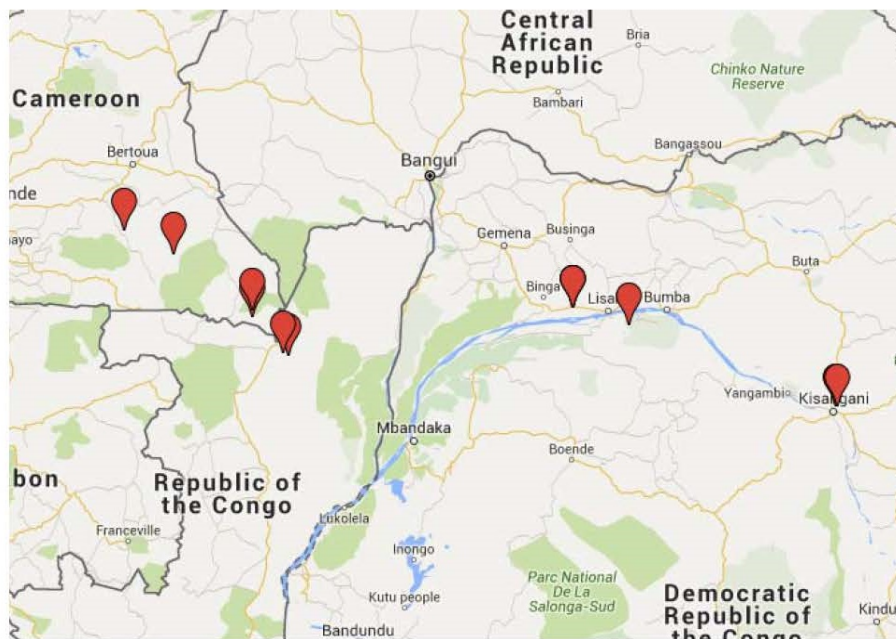 Central
African
Republic
Bria
Chinko Nature
Reserve
Cameroon
Bambari
Bertoua
Bangui
Bangassou
nde
Gemena
Businga
ayo
Buta
Binga
Lisa
Bumba
Yangambi
Kisangani
Mbandaka
Boende
bon
Republic of
the Congo
Lukolela
Franceville
Inongo
Parc National
De La
Salonga-Sud
Kutu people
Democratic
Republic of
the Congo
Bandundu
Kindu